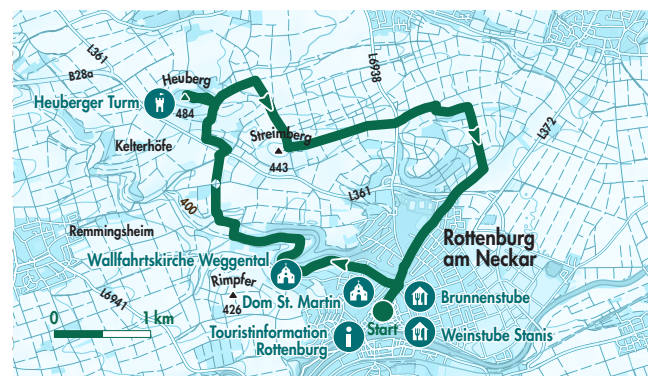 L361
B28a
L6938
Heuberg
Heuberger Turm
484
L372
Streimberg
Kelterhöfe
443
L361
400
Remmingsheim
Rottenburg
am Neckar
Wallfahrtskirche Weggental
Rimpfer
426
L6941
Dom St. Martin
Brunnenstube
0
1 km
Start
Touristinformation
Rottenburg
Weinstube Stanis